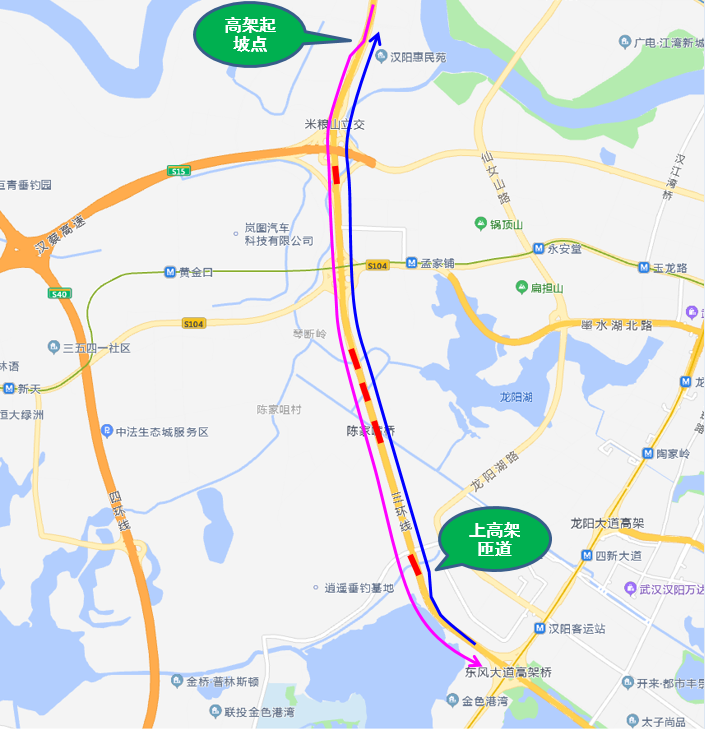 高架起
坡点
广电·江湾新城
汉阳惠民苑
米粮山立交
汉江湾桥
仙女山路
S15
巨青垂钓园
岚图汽车
科技有限公司
锅顶山
汉蔡高速
永安堂
孟家铺
S104
玉龙路
黄金口
扁担山
S40
S104
琴断岭
墨水湖北路
三五四一社区
林语
新天
龙阳湖
陈家咀村
恒大绿洲
中法生态城服务区
陶家岭
龙阳湖路
四环线
三环线
上高架
匝道
龙阳大道高架
四新大道
逍遥垂钓基地
武汉汉阳万达
汉阳客运站
东风大道高架桥
金桥·普林斯顿
开来·都市丰景
金色港湾
联投金色港湾
太子尚品